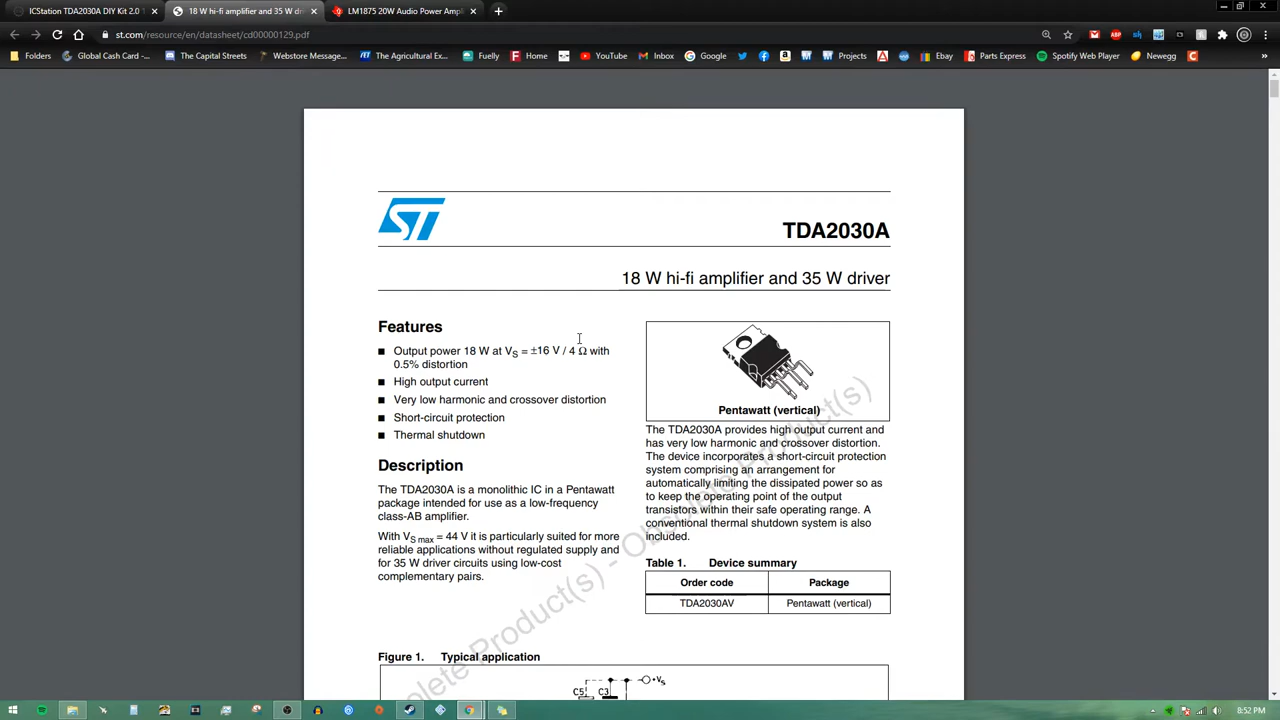 ICStation TDA2030A DIY Kit 2.0 1
18 W hi-fi amplifier and 35 W driv
LM1875 20W Audio Power Ampl
st.com/resource/en/datasheet/cd00000129.pdf
Folders
Global Cash Card -...
The Capital Streets
Webstore Messag...
The Agricultural Ex...
Fuelly
Home
YouTube
Inbox
Google
Projects
Ebay
Parts Express
Spotify Web Player
Newegg
ST
TDA2030A
18 W hi-fi amplifier and 35 W driver
Features
■ Output power 18 W at VS = ±16 V / 4 Ω with
0.5% distortion
■ High output current
■ Very low harmonic and crossover distortion
■ Short-circuit protection
■ Thermal shutdown
Description
The TDA2030A is a monolithic IC in a Pentawatt
package intended for use as a low-frequency
class-AB amplifier.
With VS max = 44 V it is particularly suited for more
reliable applications without regulated supply and
for 35 W driver circuits using low-cost
complementary pairs.
Pentawatt (vertical)
The TDA2030A provides high output current and
has very low harmonic and crossover distortion.
The device incorporates a short-circuit protection
system comprising an arrangement for
automatically limiting the dissipated power so as
to keep the operating point of the output
transistors within their safe operating range. A
conventional thermal shutdown system is also
included.
Table 1. Device summary
Order code Package
TDA2030AV Pentawatt (vertical)
Figure 1. Typical application
C5 C3 +VS
olete Product(s) - Obsolete Product(s)
8:52 PM